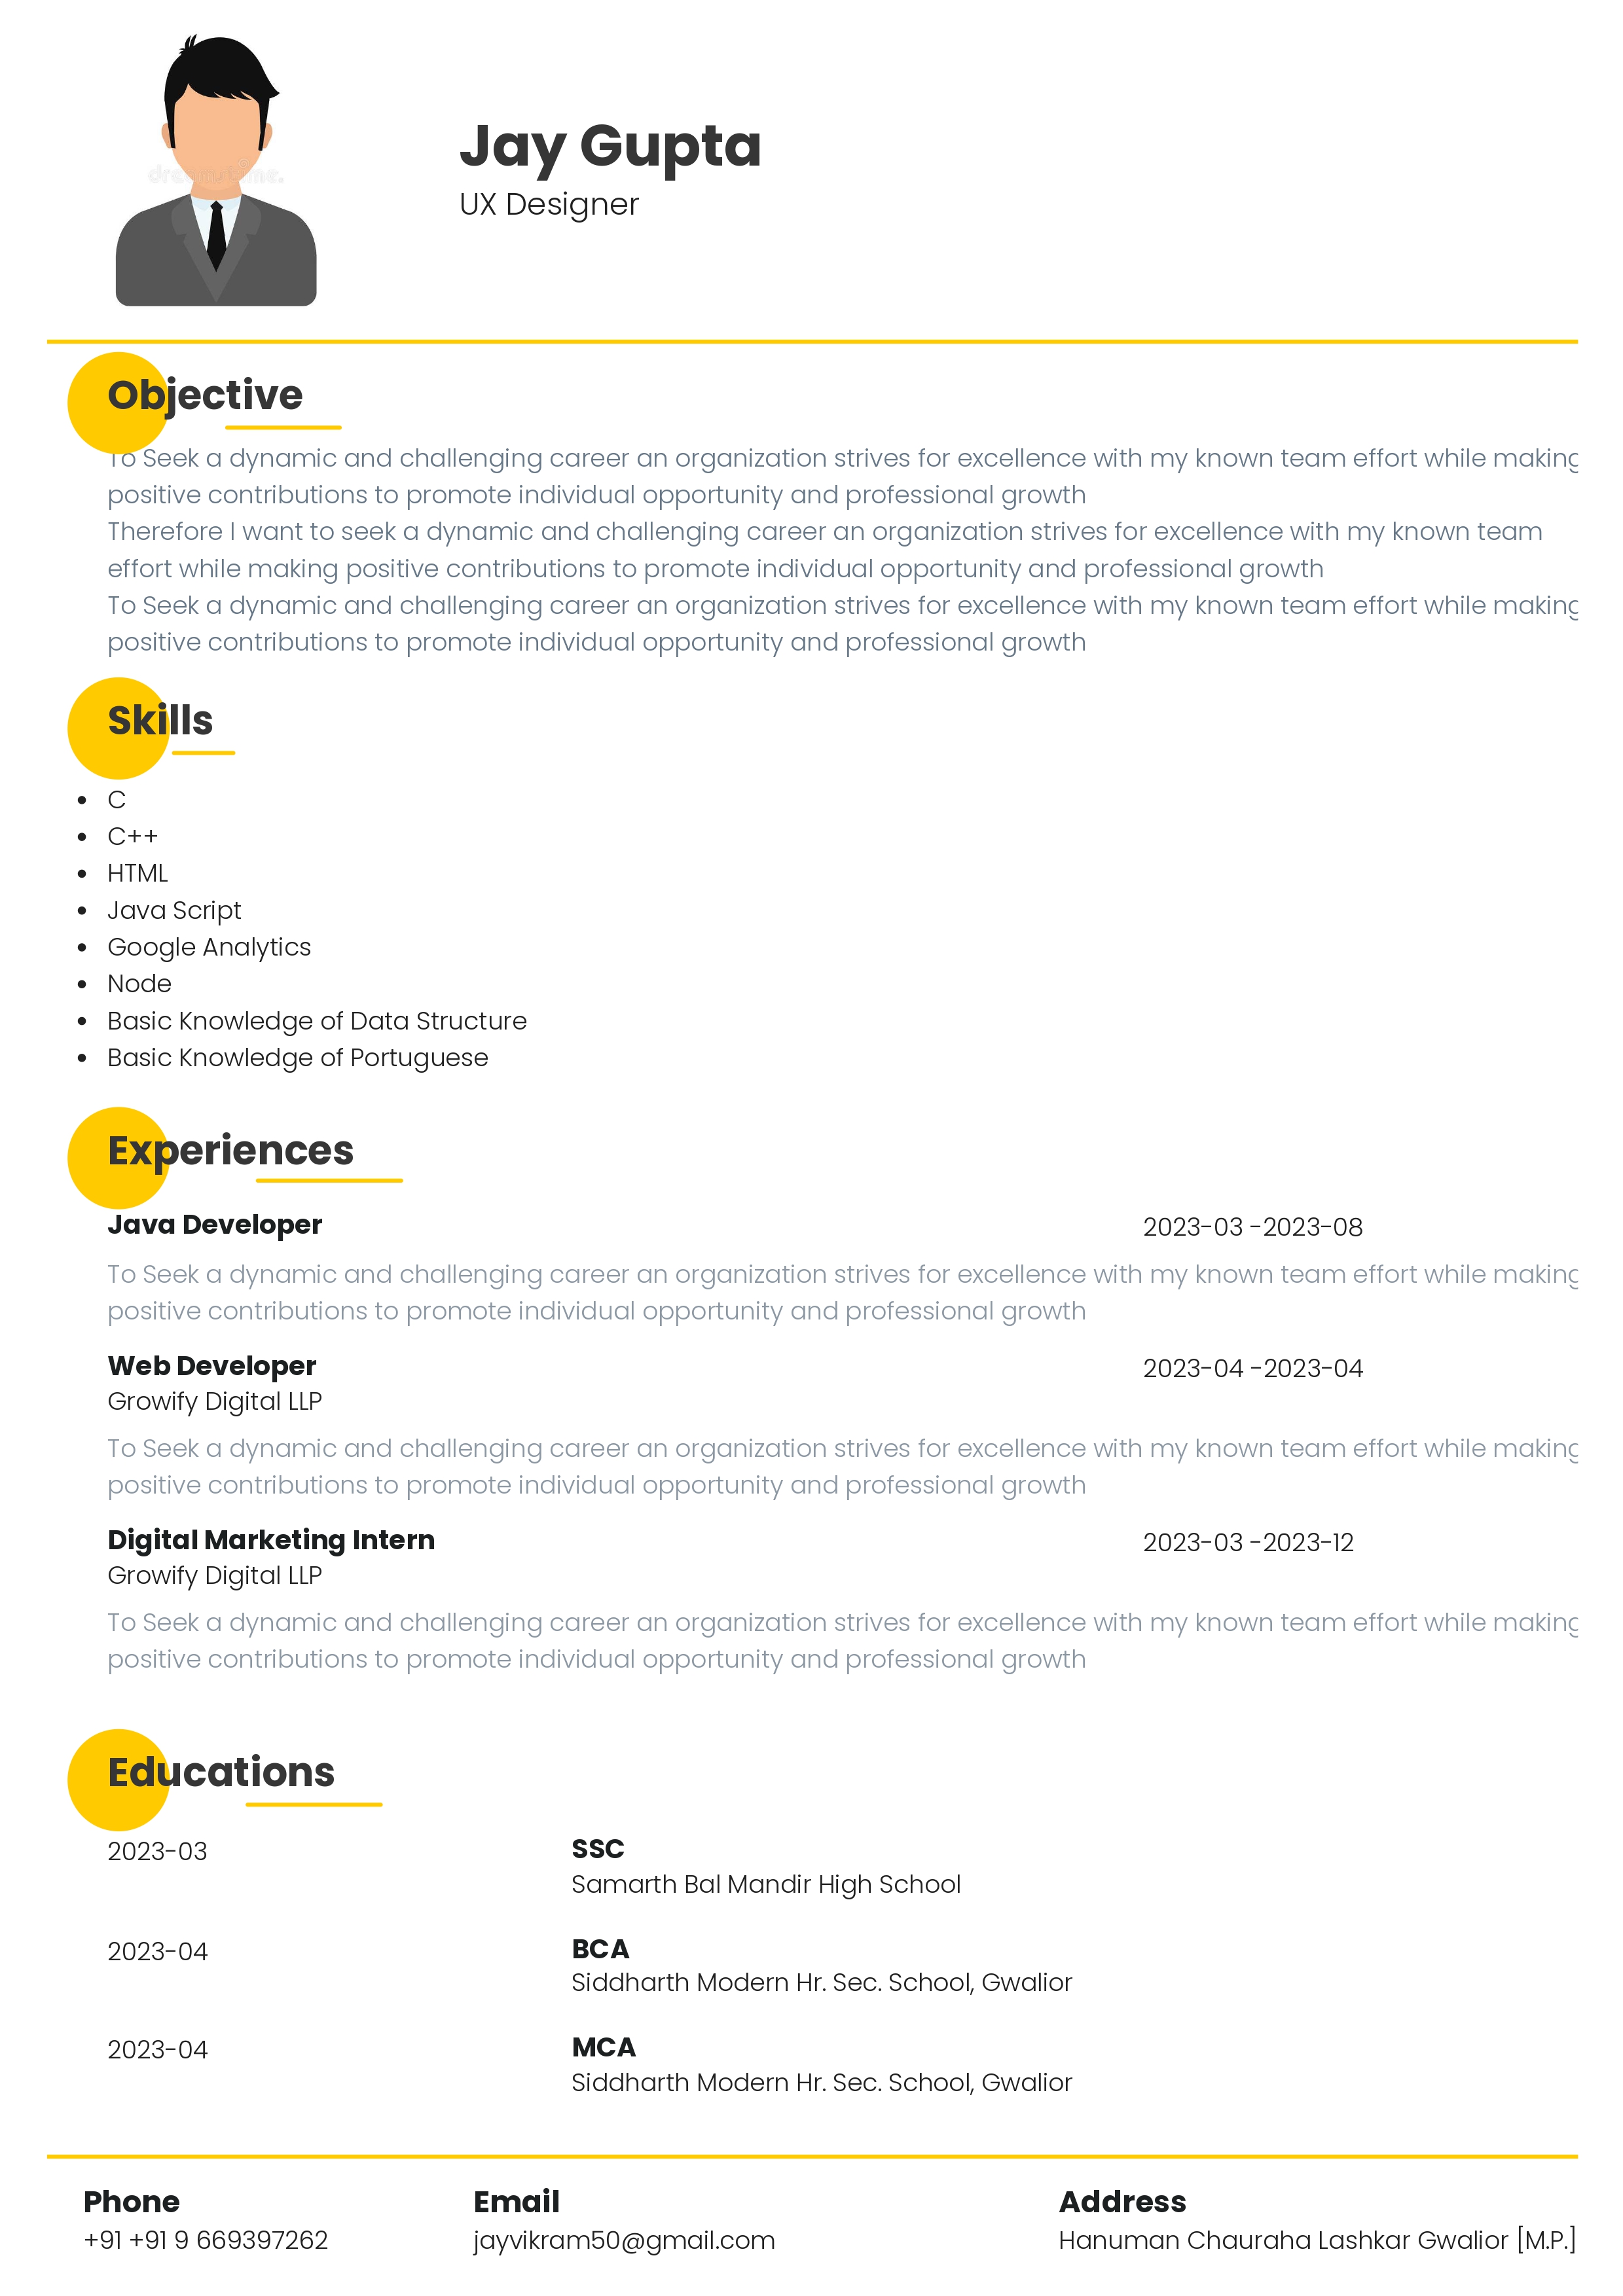 Jay Gupta
UX Designer
Objective
To Seek a dynamic and challenging career an organization strives for excellence with my known team effort while making
positive contributions to promote individual opportunity and professional growth
Therefore I want to seek a dynamic and challenging career an organization strives for excellence with my known team
effort while making positive contributions to promote individual opportunity and professional growth
To Seek a dynamic and challenging career an organization strives for excellence with my known team effort while making
positive contributions to promote individual opportunity and professional growth
Skills
• C
• C++
• HTML
• Java Script
• Google Analytics
• Node
• Basic Knowledge of Data Structure
• Basic Knowledge of Portuguese
Experiences
Java Developer 2023-03 -2023-08
To Seek a dynamic and challenging career an organization strives for excellence with my known team effort while making
positive contributions to promote individual opportunity and professional growth
Web Developer 2023-04 -2023-04
Growify Digital LLP
To Seek a dynamic and challenging career an organization strives for excellence with my known team effort while making
positive contributions to promote individual opportunity and professional growth
Digital Marketing Intern 2023-03 -2023-12
Growify Digital LLP
To Seek a dynamic and challenging career an organization strives for excellence with my known team effort while making
positive contributions to promote individual opportunity and professional growth
Educations
2023-03 SSC
Samarth Bal Mandir High School
2023-04 BCA
Siddharth Modern Hr. Sec. School, Gwalior
2023-04 MCA
Siddharth Modern Hr. Sec. School, Gwalior
Phone Email Address
+91 +91 9 669397262 jayvikram50@gmail.com Hanuman Chauraha Lashkar Gwalior [M.P.]